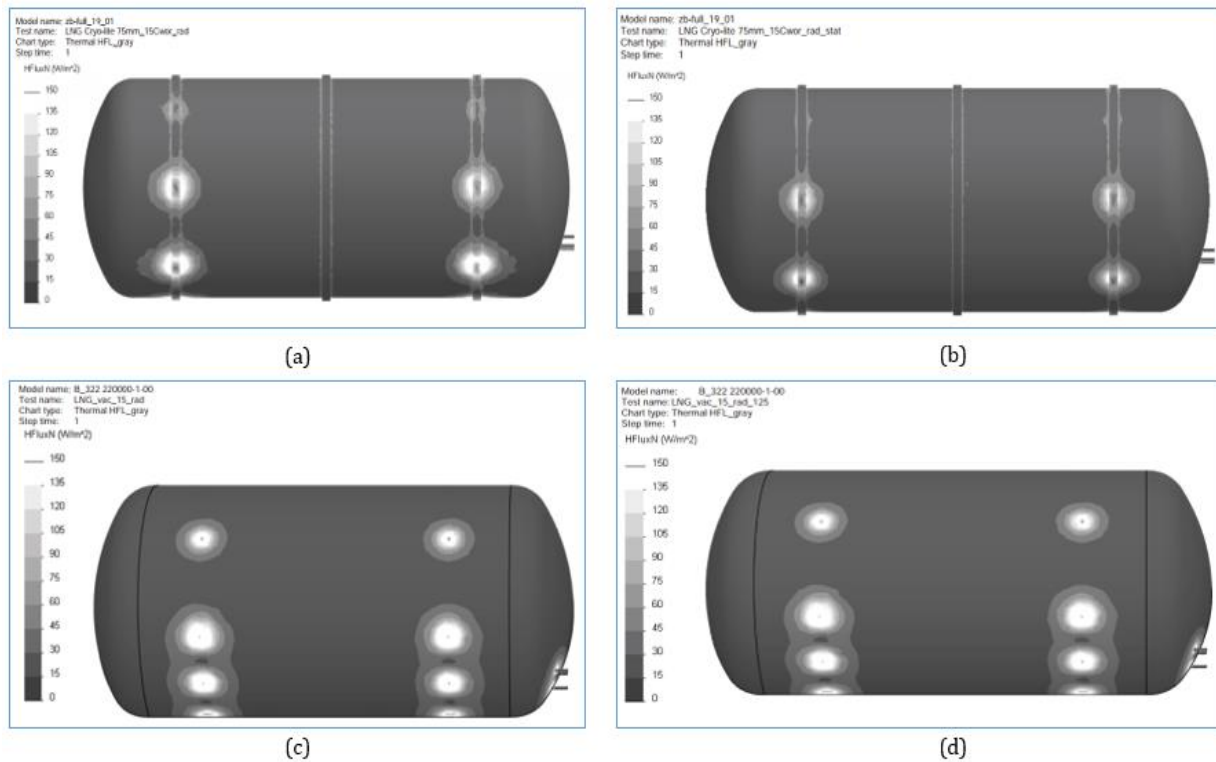 Model name: zb-full_19_01
Test name: LNG Cryo-lite 75mm_15Cwor_rad
Chart type: Thermal HFL_gray
Step time: 1
HFluxN (W/m^2)
150
135
120
105
90
75
60
45
30
15
0
(a)
Model name: zb-full_19_01
Test name: LNG Cryo-lite 75mm_15Cwor_rad_stat
Chart type: Thermal HFL_gray
Step time: 1
HFluxN (W/m^2)
150
135
120
105
90
75
60
45
30
15
0
(b)
Model name: B_322 220000-1-00
Test name: LNG_vac_15_rad
Chart type: Thermal HFL_gray
Step time: 1
HFluxN (W/m^2)
150
135
120
105
90
75
60
45
30
15
0
(c)
Model name: B_322 220000-1-00
Test name: LNG_vac_15_rad_125
Chart type: Thermal HFL_gray
Step time: 1
HFluxN (W/m^2)
150
135
120
105
90
75
60
45
30
15
0
(d)